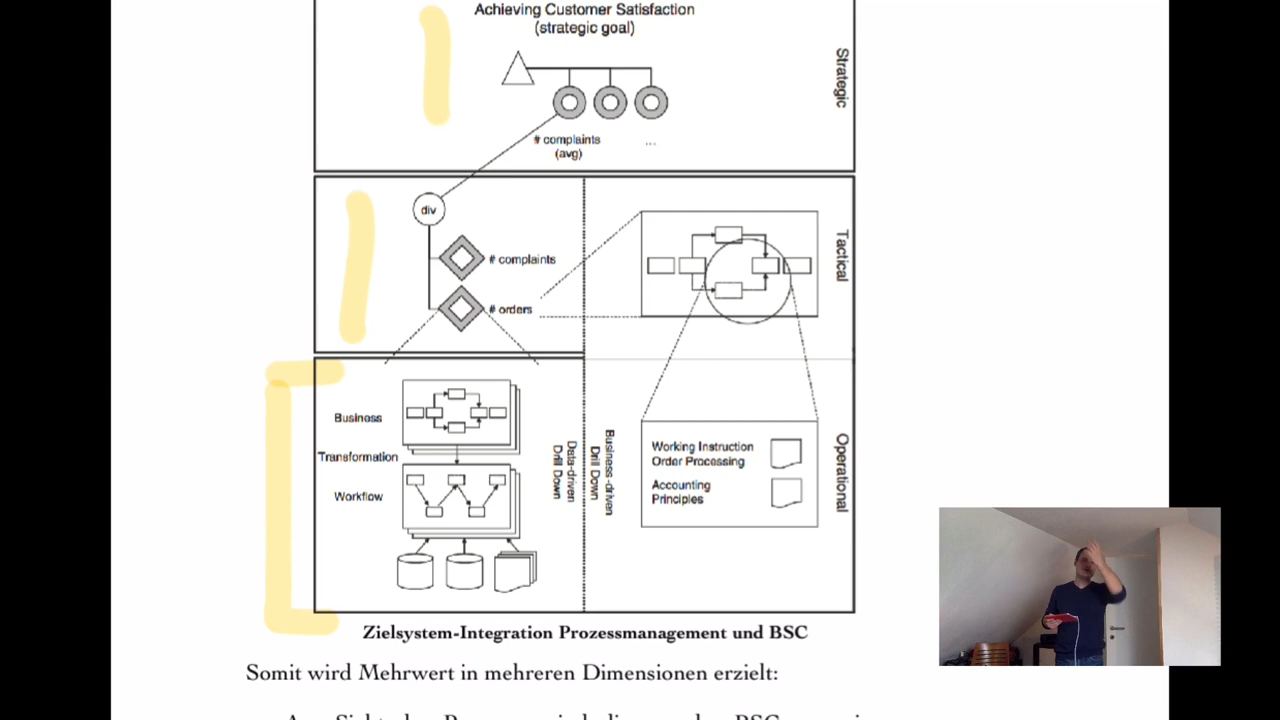 Achieving Customer Satisfaction
(strategic goal)
Strategic
# complaints
(avg)
...
div
# complaints
# orders
Tactical
Business
Transformation
Workflow
Data-driven
Drill Down
Business-driven
Drill Down
Working Instruction
Order Processing
Accounting
Principles
Operational
Zielsystem-Integration Prozessmanagement und BSC
Somit wird Mehrwert in mehreren Dimensionen erzielt: